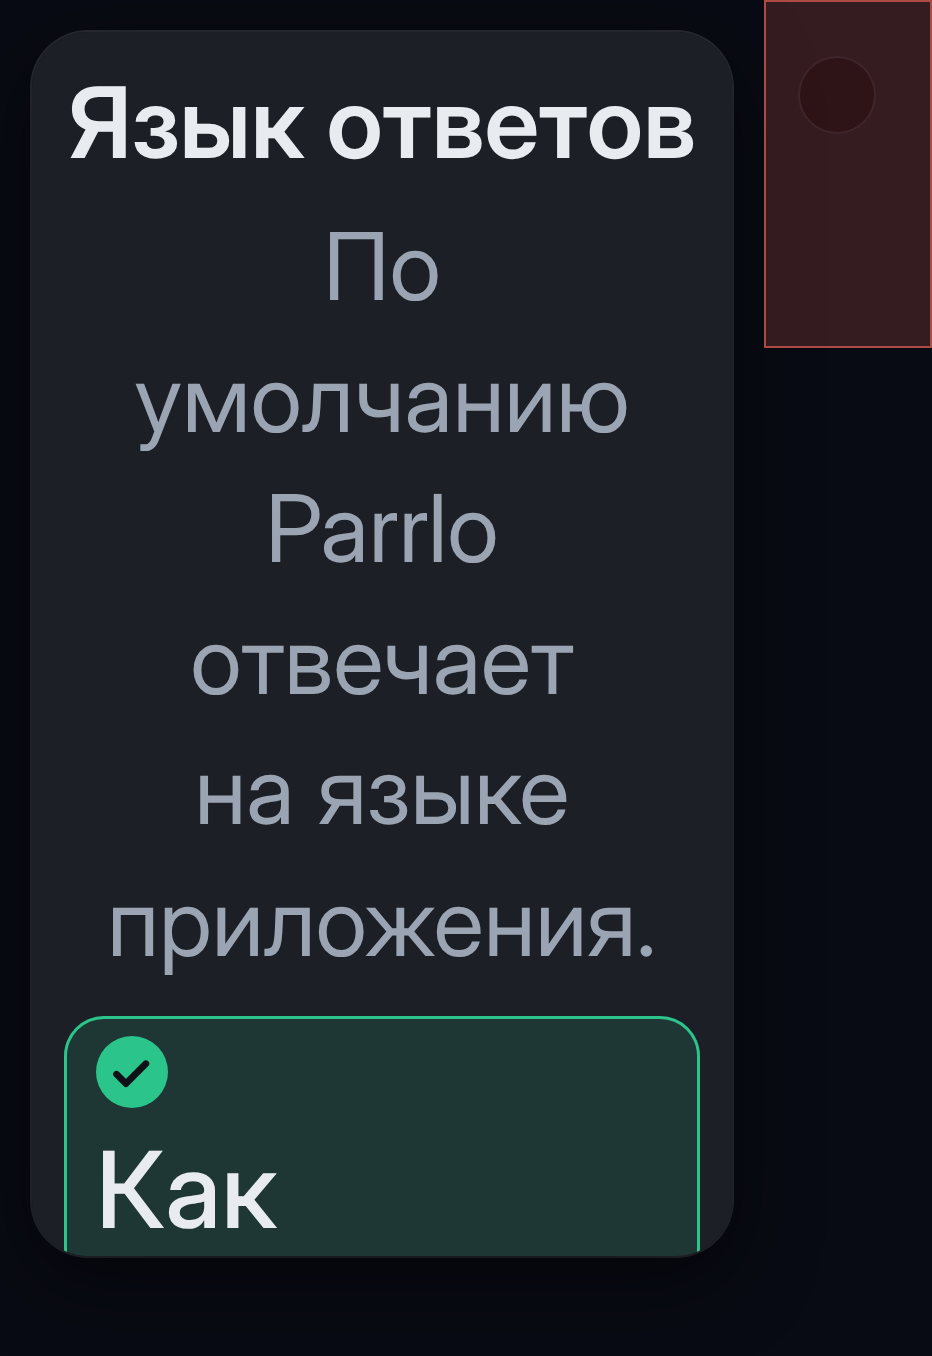 Язык ответов
По
умолчанию
Parrlo
отвечает
на языке
приложения.
Как